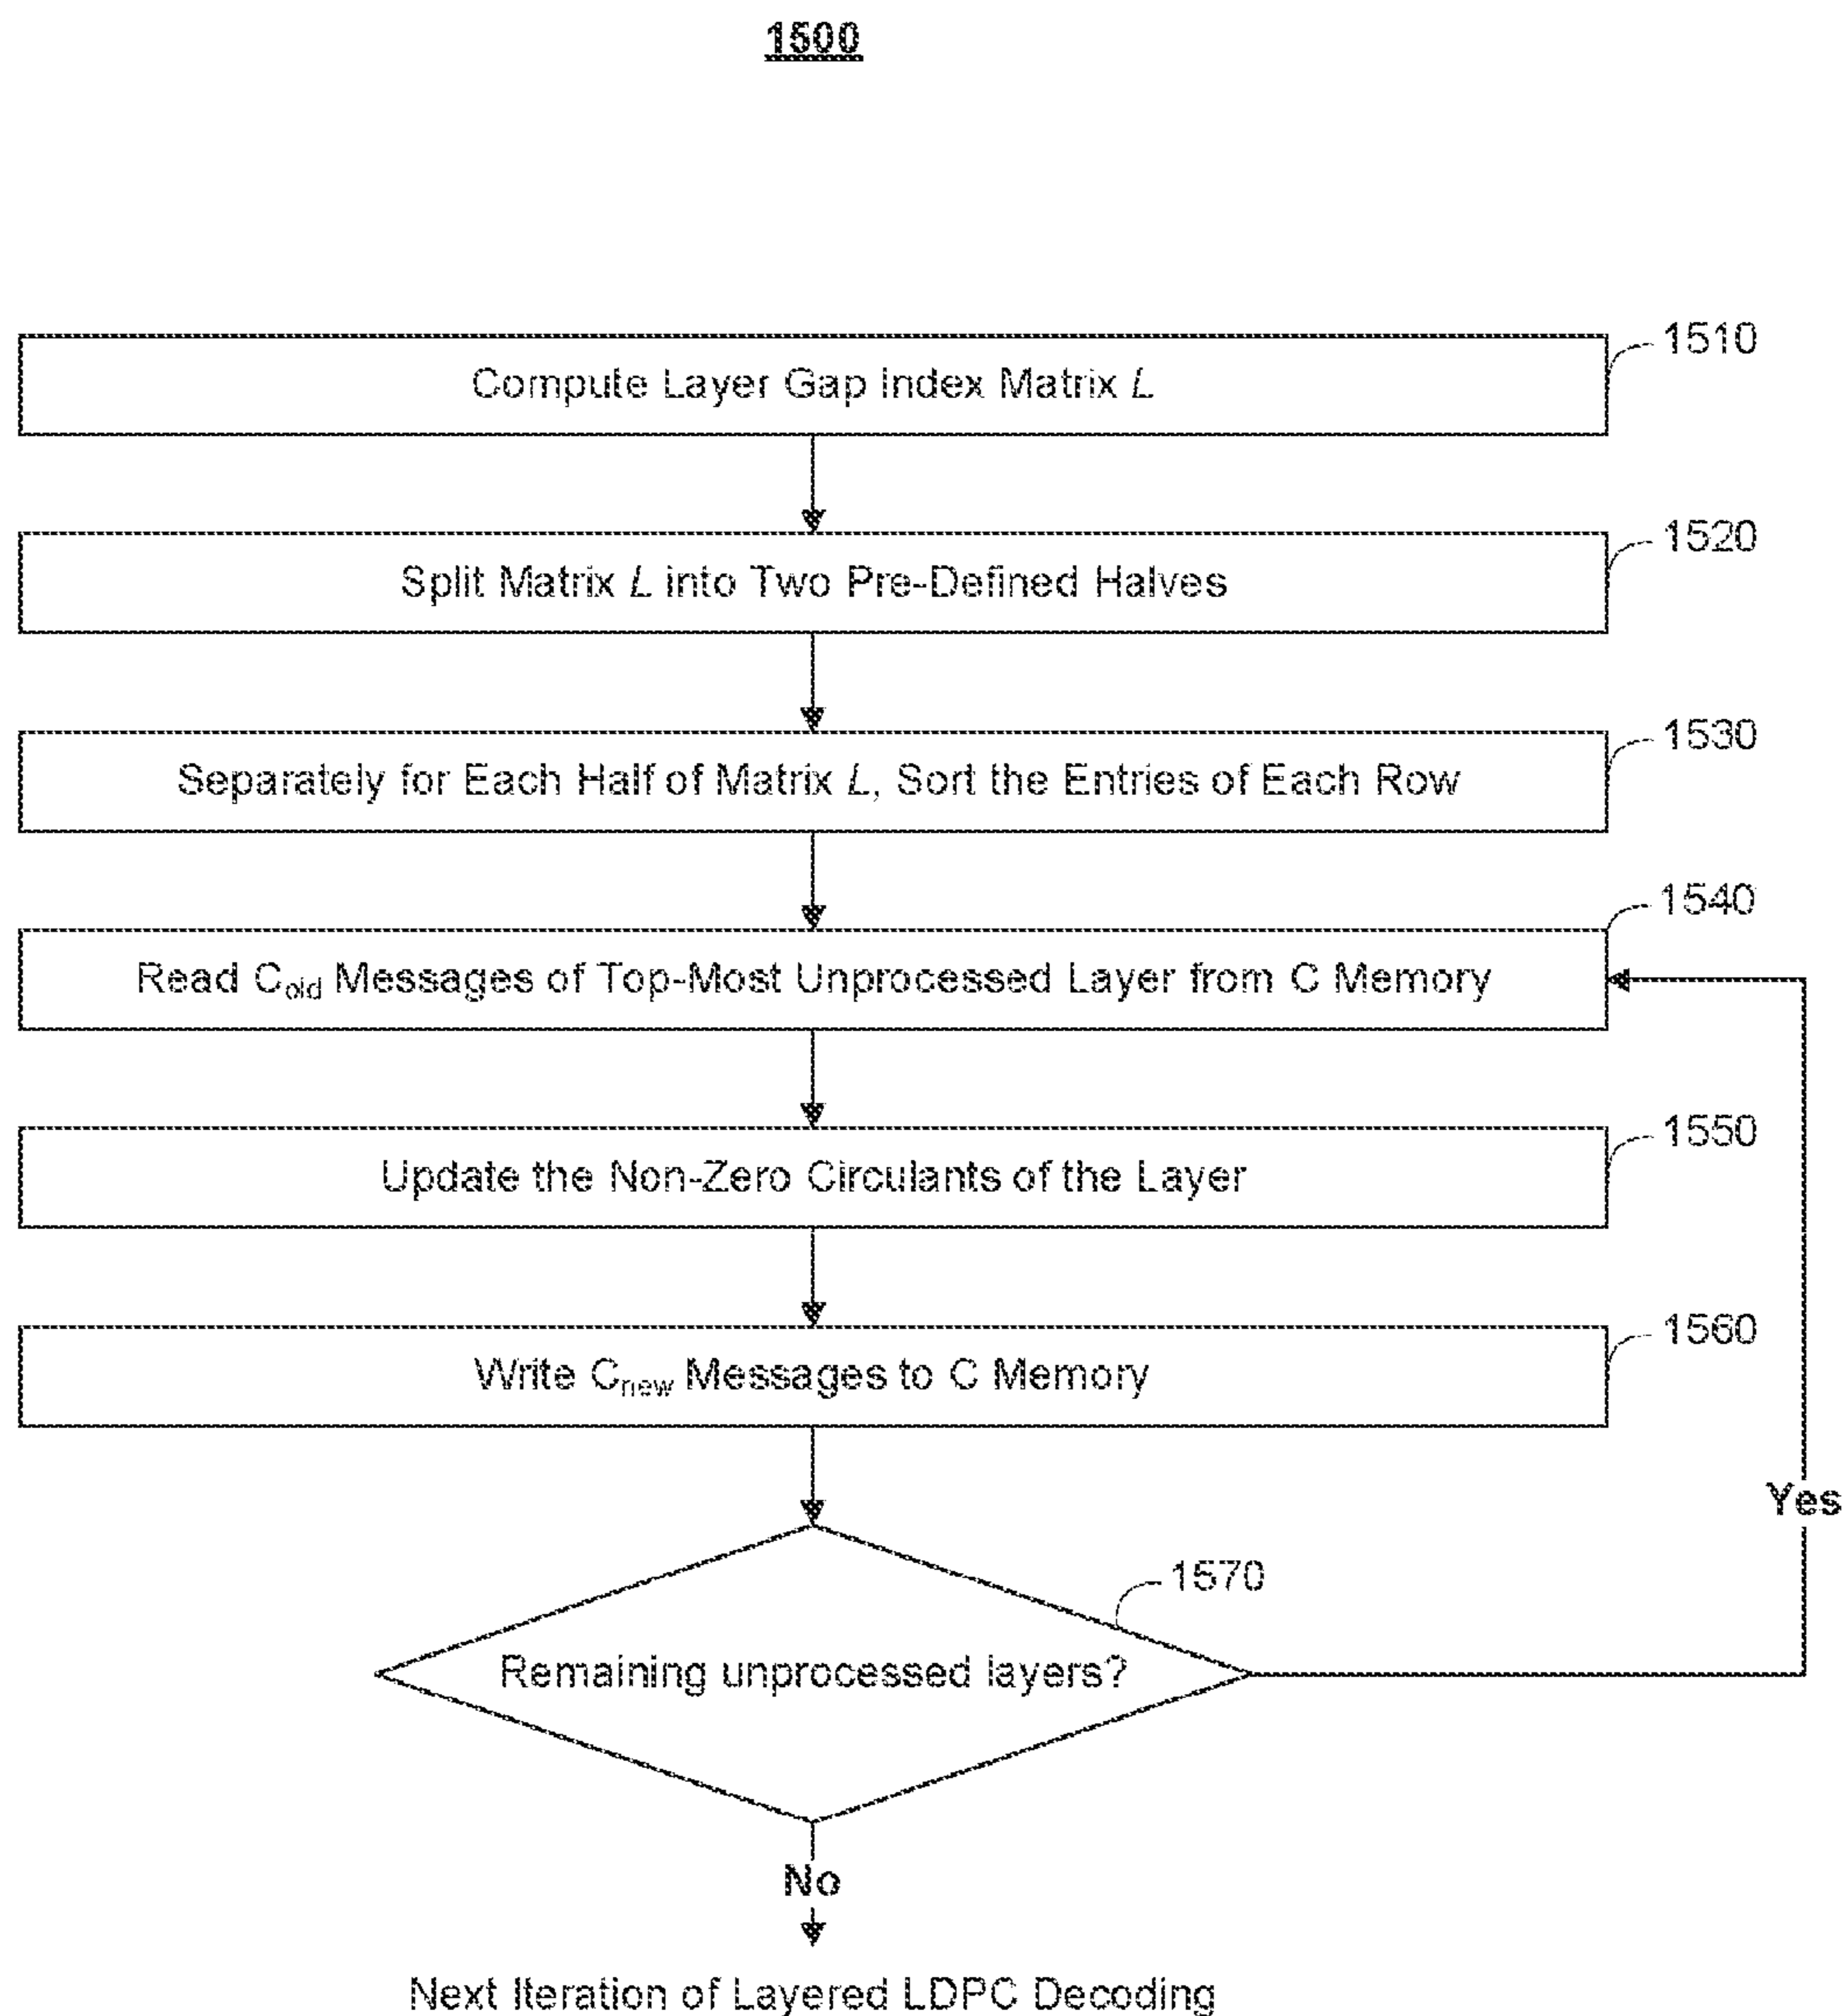 1500
1510
Compute Layer Gap Index Matrix L
1520
Split Matrix L into Two Pre-Defined Halves
1530
Separately for Each Half of Matrix L, Sort the Entries of Each Row
1540
Read Cold Messages of Top-Most Unprocessed Layer from C Memory
1550
Update the Non-Zero Circulants of the Layer
1560
Write Cnew Messages to C Memory
Yes
1570
Remaining unprocessed layers?
No
Next Iteration of Layered LDPC Decoding